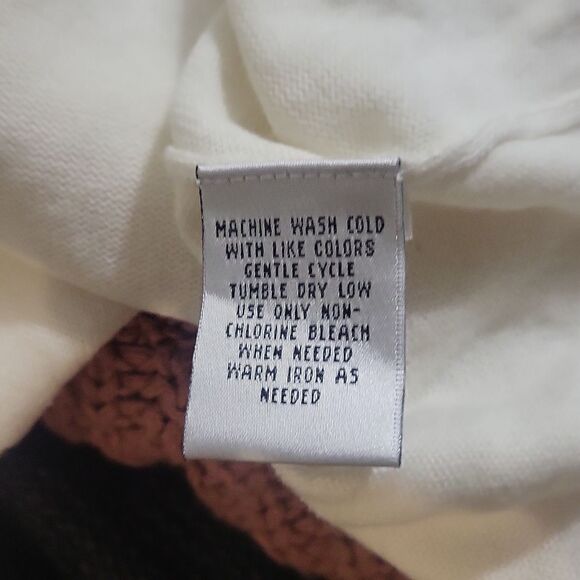 MACHINE WASH COLD
WITH LIKE COLORS
GENTLE CYCLE
TUMBLE DRY LOW
USE ONLY NON-
CHLORINE BLEACH
WHEN NEEDED
WARM IRON AS
NEEDED